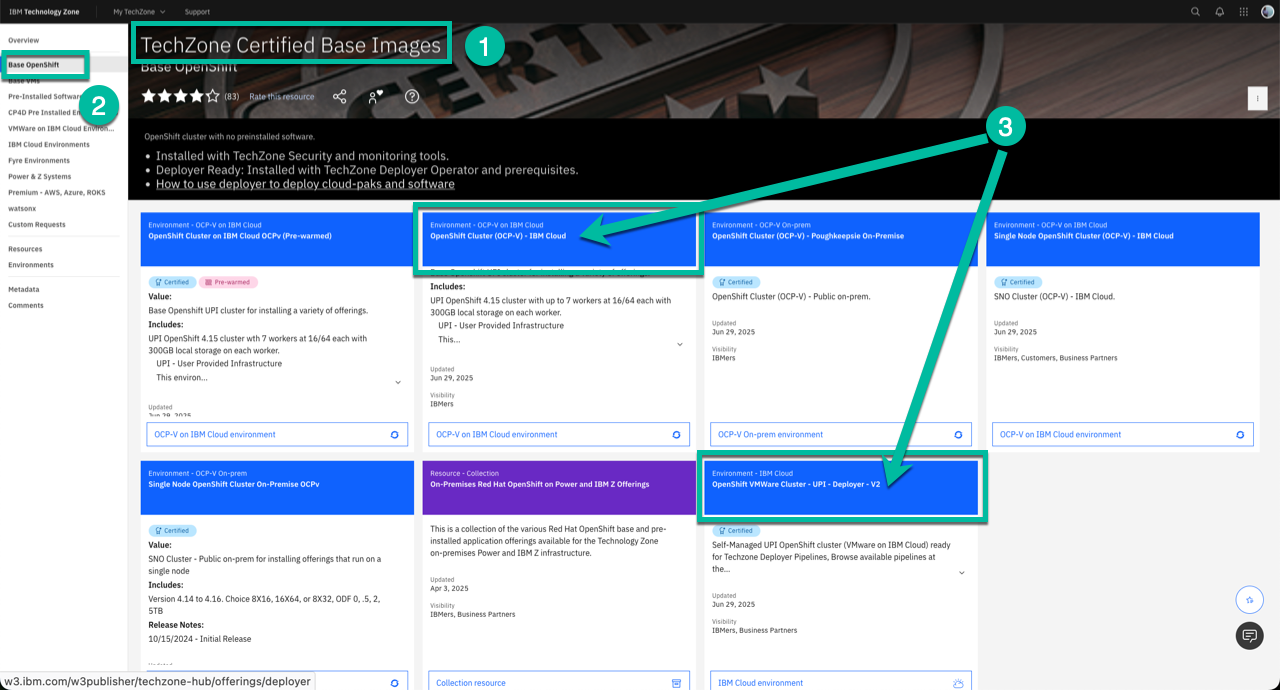 IBM Technology Zone
My TechZone
Support
Overview
Base OpenShift
Base VMs
Pre-Installed Software
CP4D Pre Installed En
VMWare on IBM Cloud Environ...
IBM Cloud Environments
Fyre Environments
Power & Z Systems
Premium - AWS, Azure, ROKS
watsonx
Custom Requests
Resources
Environments
Metadata
Comments
2
TechZone Certified Base Images
1
Base OpenShift
(83)
Rate this resource
OpenShift cluster with no preinstalled software.
• Installed with TechZone Security and monitoring tools.
• Deployer Ready: Installed with TechZone Deployer Operator and prerequisites.
• How to use deployer to deploy cloud-paks and software
3
Environment - OCP-V on IBM Cloud
OpenShift Cluster on IBM Cloud OCPv (Pre-warmed)
Certified
Pre-warmed
Value:
Base Openshift UPI cluster for installing a variety of offerings.
Includes:
UPI OpenShift 4.15 cluster wth 7 workers at 16/64 each with
300GB local storage on each worker.
UPI - User Provided Infrastructure
This environ...
Updated
Jun 29, 2025
OCP-V on IBM Cloud environment
Environment - OCP-V on IBM Cloud
OpenShift Cluster (OCP-V) - IBM Cloud
Base OpenShift UPI cluster for installing a variety of offerings.
Includes:
UPI OpenShift 4.15 cluster with up to 7 workers at 16/64 each with
300GB local storage on each worker.
UPI - User Provided Infrastructure
This...
Updated
Jun 29, 2025
Visibility
IBMers
OCP-V on IBM Cloud environment
Environment - OCP-V On-prem
OpenShift Cluster (OCP-V) - Poughkeepsie On-Premise
Certified
OpenShift Cluster (OCP-V) - Public on-prem.
Updated
Jun 29, 2025
Visibility
IBMers
OCP-V On-prem environment
Environment - OCP-V on IBM Cloud
Single Node OpenShift Cluster (OCP-V) - IBM Cloud
Certified
SNO Cluster (OCP-V) - IBM Cloud.
Updated
Jun 29, 2025
Visibility
IBMers, Customers, Business Partners
OCP-V on IBM Cloud environment
Environment - OCP-V On-prem
Single Node OpenShift Cluster On-Premise OCPv
Certified
Value:
SNO Cluster - Public on-prem for installing offerings that run on a
single node
Includes:
Version 4.14 to 4.16. Choice 8X16, 16X64, or 8X32, ODF 0, .5, 2,
5TB
Release Notes:
10/15/2024 - Initial Release
Resource - Collection
On-Premises Red Hat OpenShift on Power and IBM Z Offerings
This is a collection of the various Red Hat OpenShift base and pre-
installed application offerings available for the Technology Zone
on-premises Power and IBM Z infrastructure.
Updated
Apr 3, 2025
Visibility
IBMers, Business Partners
Collection resource
Environment - IBM Cloud
OpenShift VMWare Cluster - UPI - Deployer - V2
Certified
Self-Managed UPI OpenShift cluster (VMware on IBM Cloud) ready
for Techzone Deployer Pipelines, Browse available pipelines at
the...
Updated
Jun 29, 2025
Visibility
IBMers, Business Partners
IBM Cloud environment
w3.ibm.com/w3publisher/techzone-hub/offerings/deployer